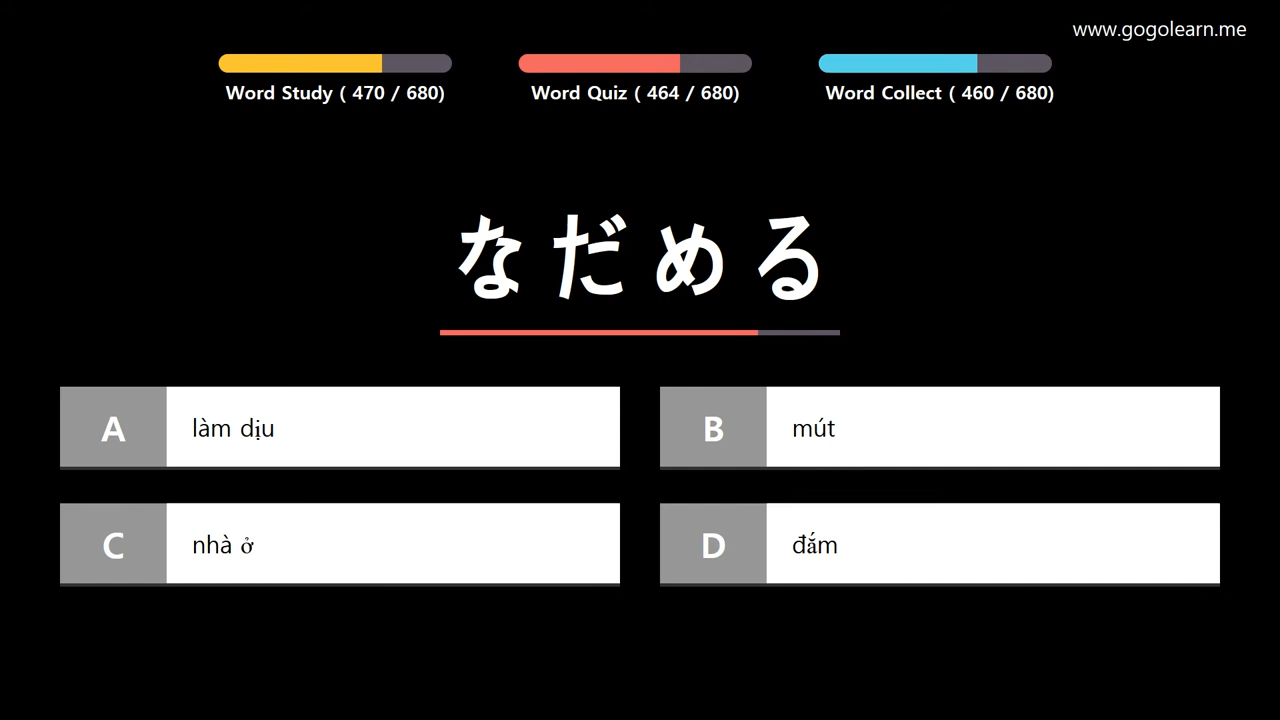 www.gogolearn.me
Word Study ( 470 / 680)
Word Quiz ( 464 / 680)
Word Collect ( 460 / 680)
なだめる
A làm dịu
B mút
C nhà ở
D đắm